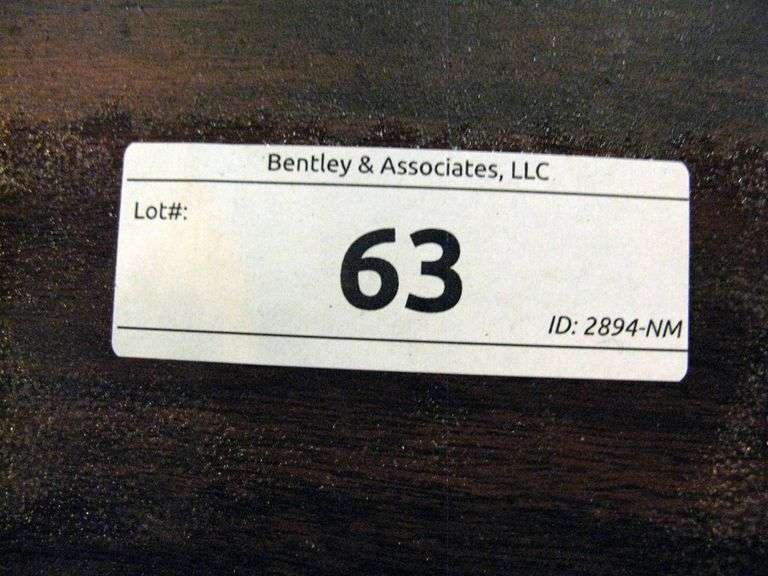 Bentley & Associates, LLC
Lot#:
63
ID: 2894-NM